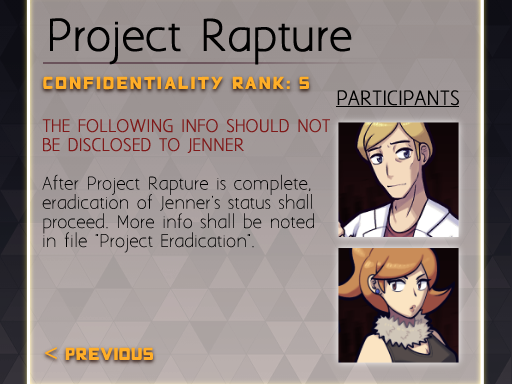 Project Rapture
CONFIDENTIALITY RANK: S
PARTICIPANTS
THE FOLLOWING INFO SHOULD NOT
BE DISCLOSED TO JENNER
After Project Rapture is complete,
eradication of Jenner's status shall
proceed. More info shall be noted
in file "Project Eradication".
< PREVIOUS